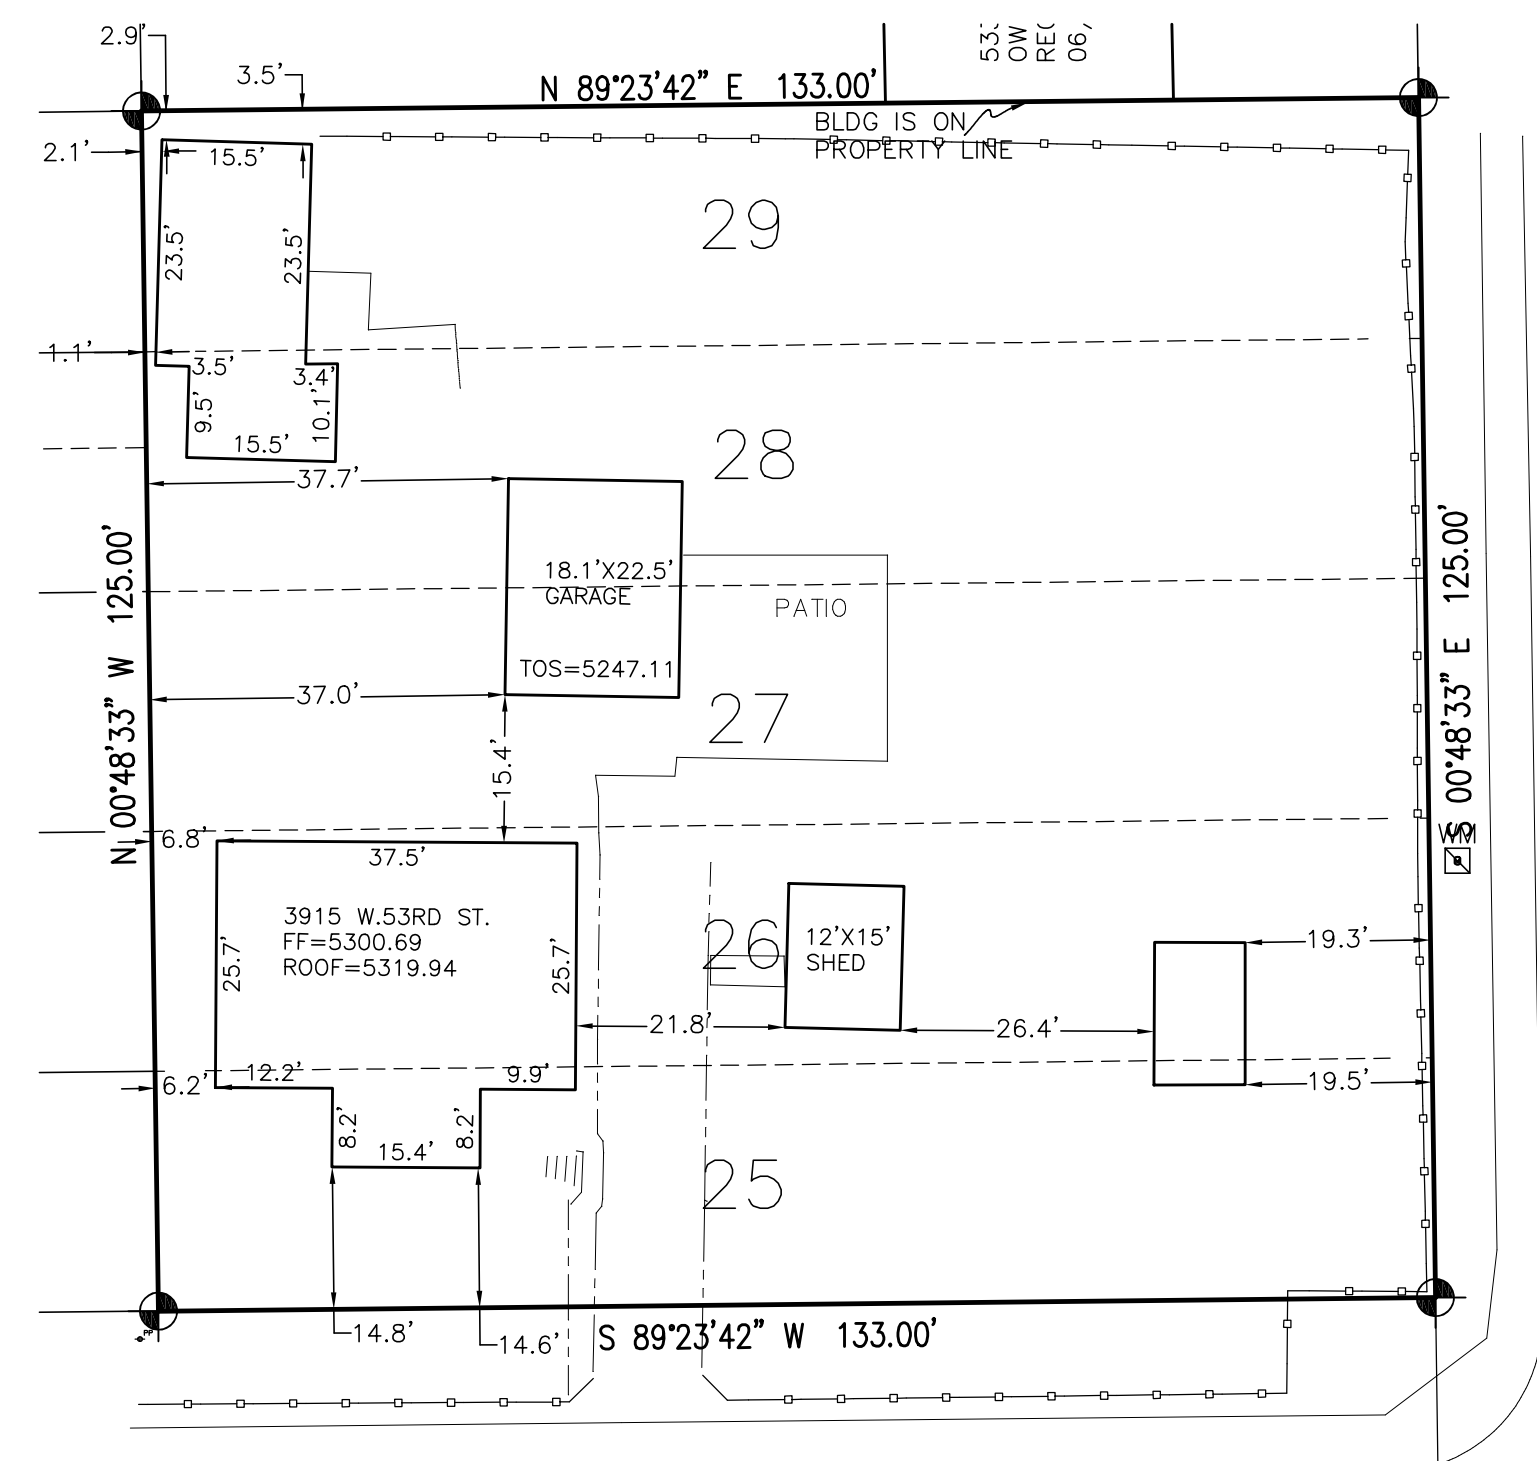 2.9'
3.5'
N 89°23'42" E 133.00'
53
OW
REC
06,
BLDG IS ON
PROPERTY LINE
2.1'
15.5'
29
23.5'
23.5'
1.1'
3.5'
3.4'
9.5'
10.1'
15.5'
28
37.7'
18.1'X22.5'
GARAGE
PATIO
TOS=5247.11
N 00°48'33" W 125.00'
S 00°48'33" E 125.00'
37.0'
27
15.4'
WM
6.8'
37.5'
3915 W.53RD ST.
FF=5300.69
ROOF=5319.94
25.7'
25.7'
26
12'X15'
SHED
19.3'
21.8'
26.4'
6.2'
12.2'
9.9'
19.5'
8.2'
8.2'
15.4'
25
PP
14.8'
14.6'
S 89°23'42" W 133.00'